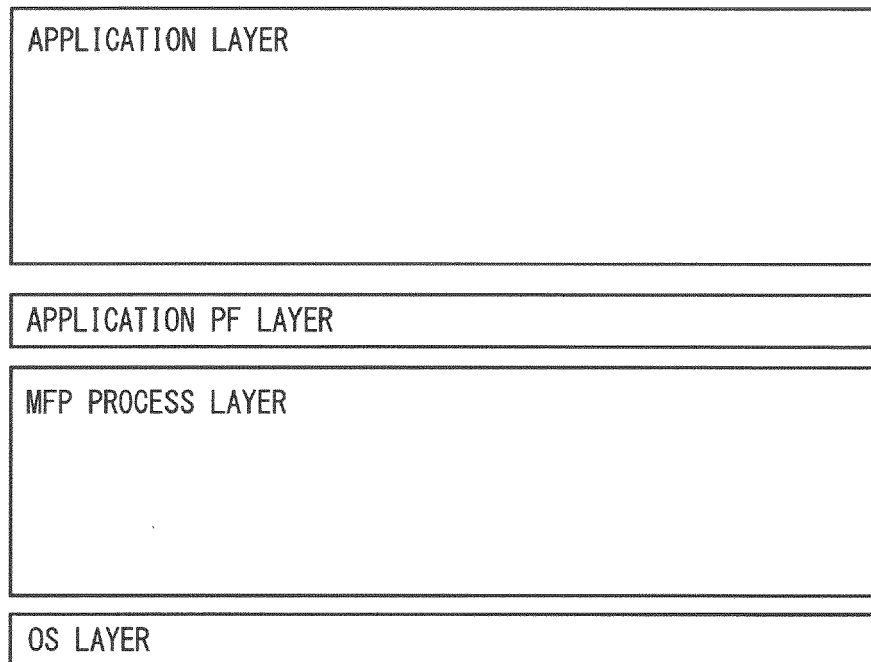 APPLICATION LAYER
APPLICATION PF LAYER
MFP PROCESS LAYER
OS LAYER